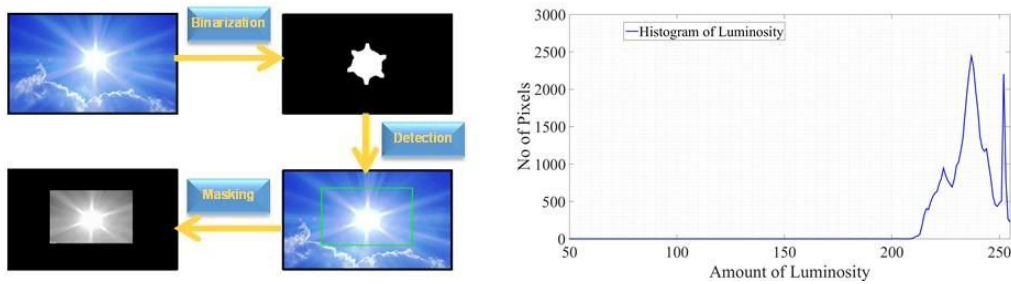 Binarization
Detection
Masking
Histogram of Luminosity
No of Pixels
3000
2500
2000
1500
1000
500
0
50
100
150
200
250
Amount of Luminosity